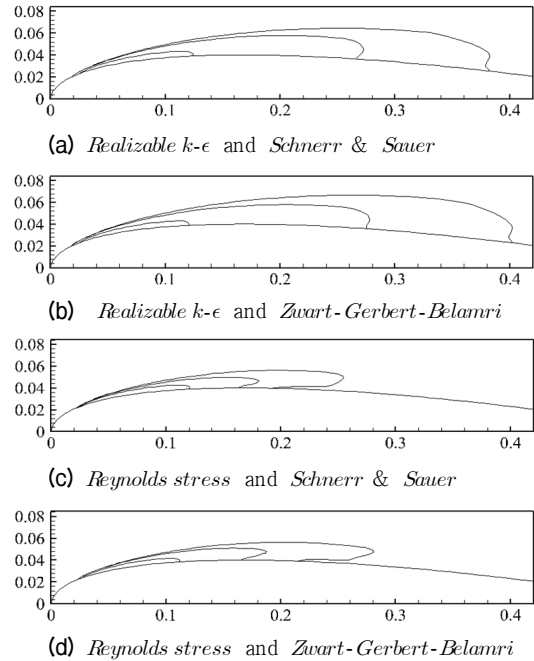 0.08
0.06
0.04
0.02
0
0 0.1 0.2 0.3 0.4
(a) Realizable k-ϵ and Schnerr & Sauer
0.08
0.06
0.04
0.02
0
0 0.1 0.2 0.3 0.4
(b) Realizable k-ϵ and Zwart-Gerbert-Belamri
0.08
0.06
0.04
0.02
0
0 0.1 0.2 0.3 0.4
(c) Reynolds stress and Schnerr & Sauer
0.08
0.06
0.04
0.02
0
0 0.1 0.2 0.3 0.4
(d) Reynolds stress and Zwart-Gerbert-Belamri